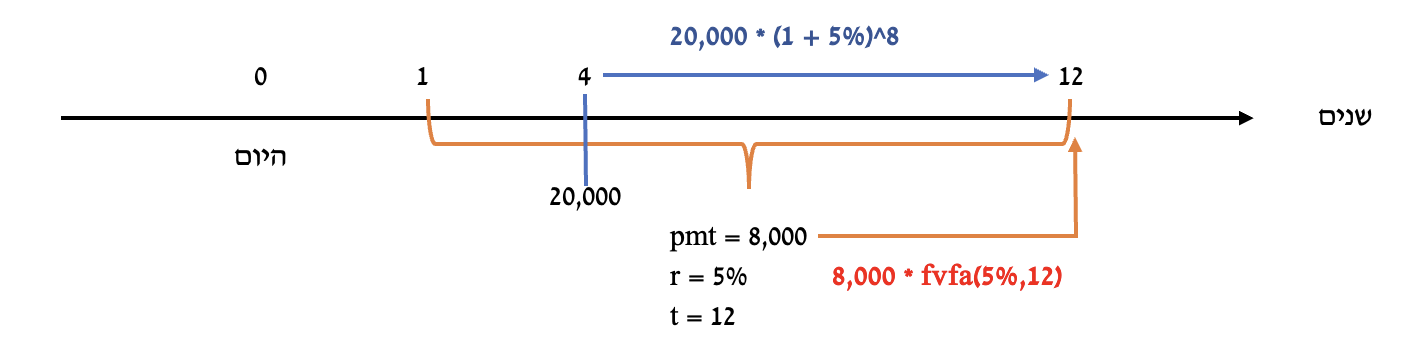 20,000 * (1 + 5%)^8
0 1 4 12
שנים
היום
20,000
pmt = 8,000
r = 5% 8,000 * fvfa(5%,12)
t = 12